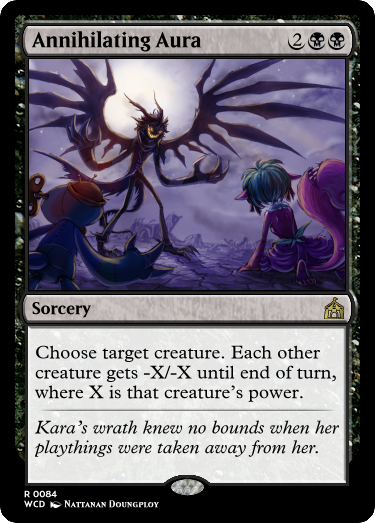 Annihilating Aura 2
Sorcery
Choose target creature. Each other
creature gets -X/-X until end of turn,
where X is that creature's power.
Kara's wrath knew no bounds when her
playthings were taken away from her.
R 0084
WCD Nattanan Doungploy